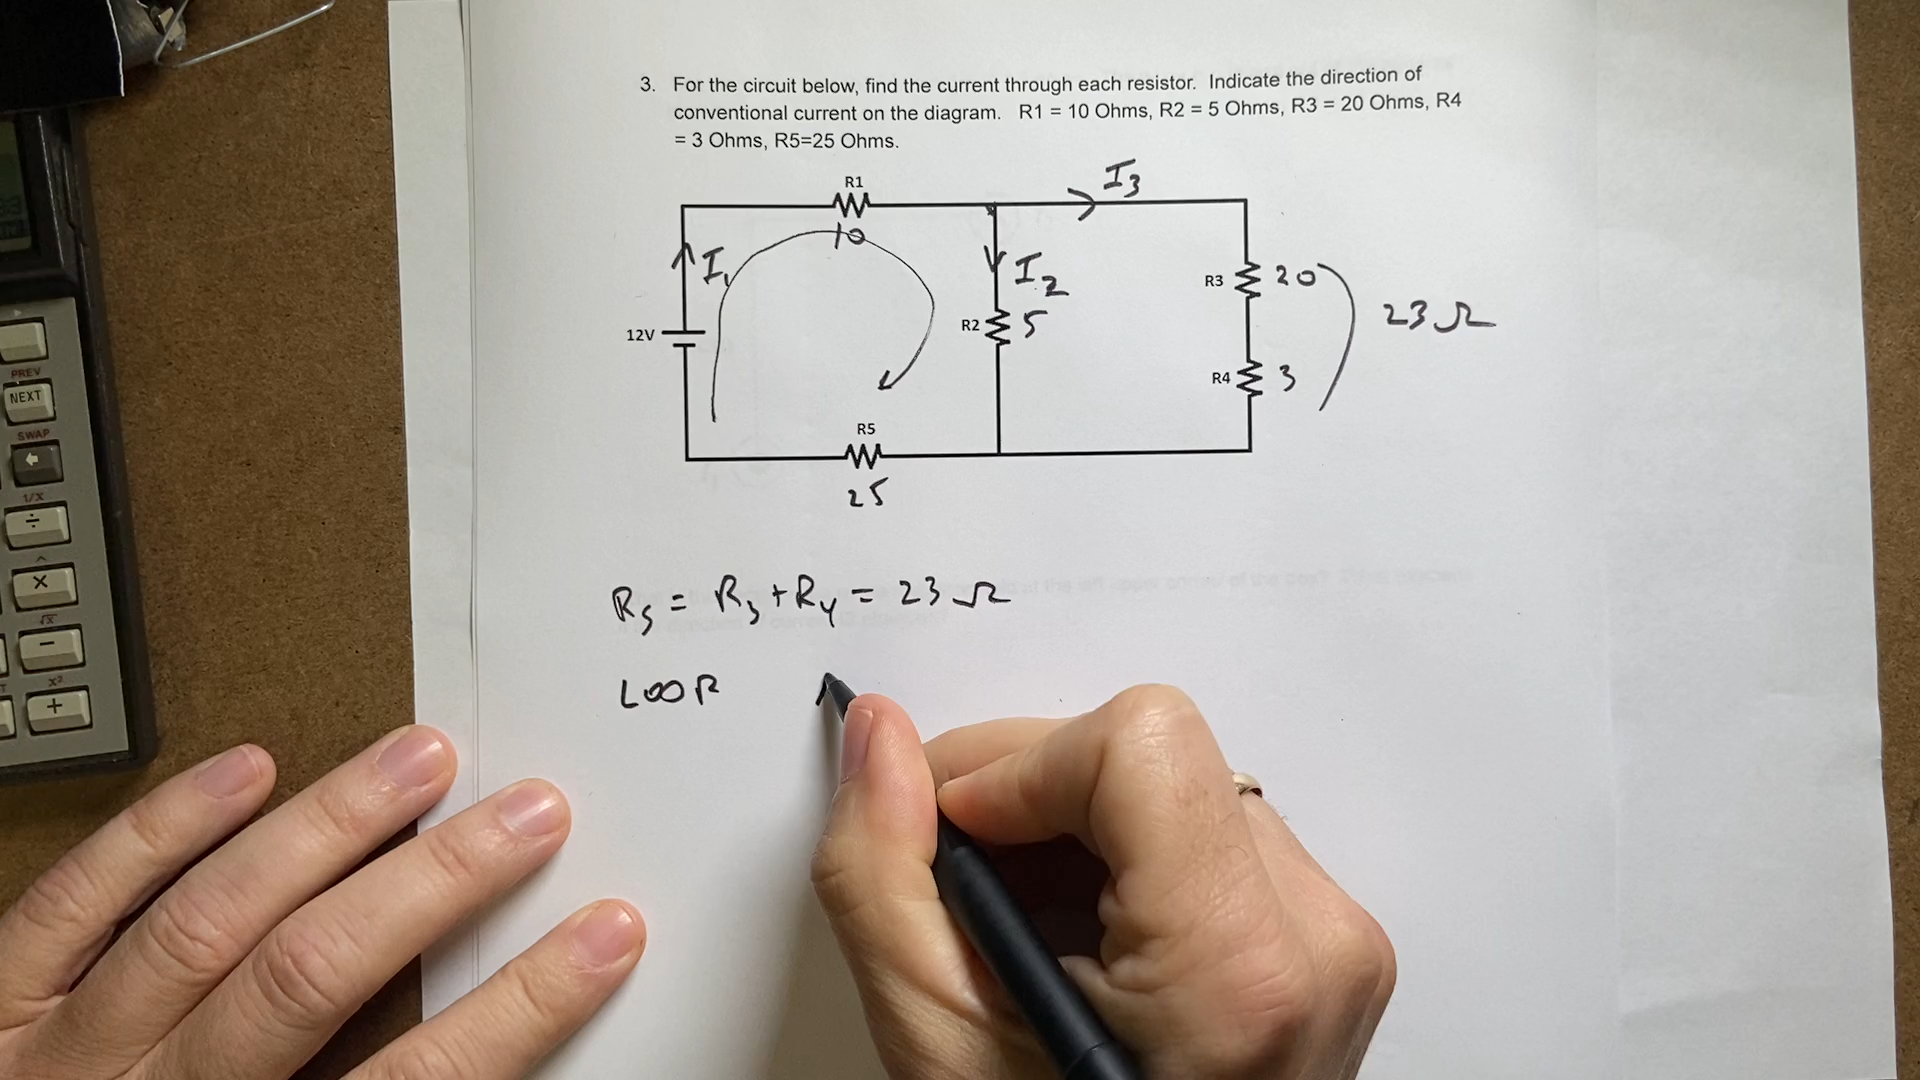 3. For the circuit below, find the current through each resistor. Indicate the direction of
conventional current on the diagram. R1 = 10 Ohms, R2 = 5 Ohms, R3 = 20 Ohms, R4
= 3 Ohms, R5=25 Ohms.
I3
R1
10
I1
I2
R3 20
23Ω
12V
R2 5
R4 3
R5
25
PREV
NEXT
SWAP
1/X
÷
×
√x
−
x²
+
RS = R3 + R4 = 23 Ω
LOOP